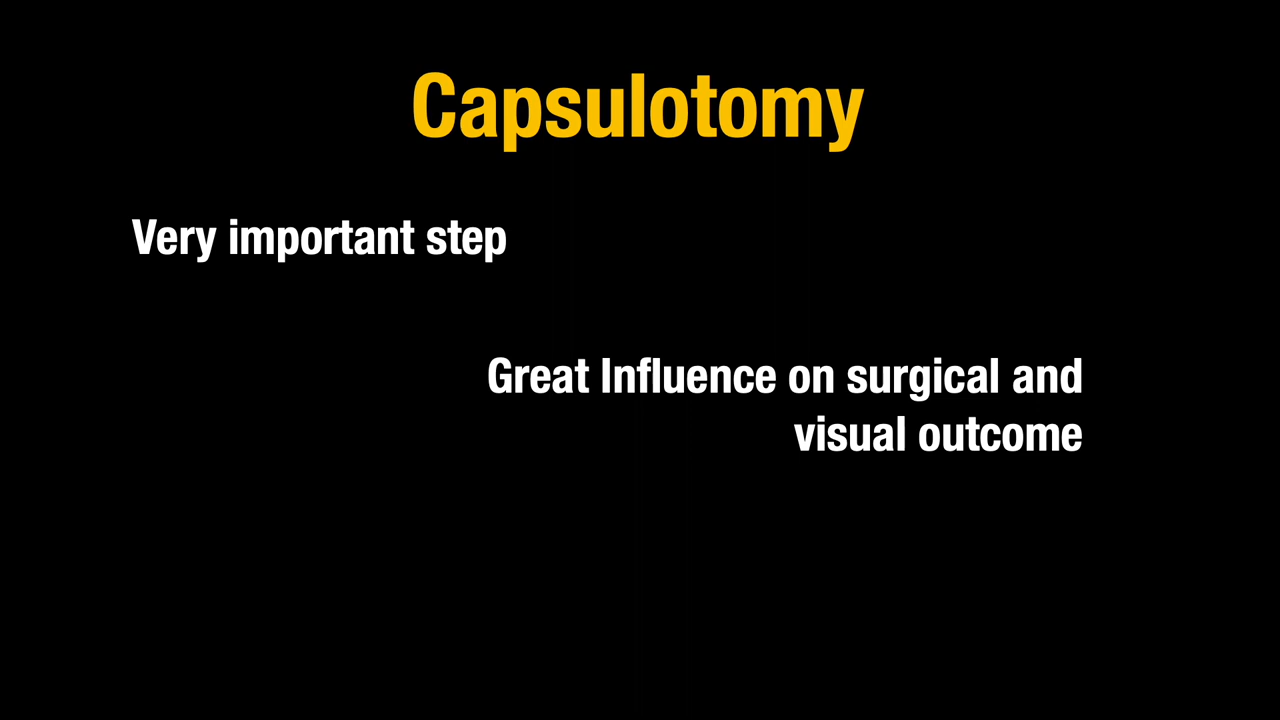 Capsulotomy
Very important step
Great Influence on surgical and
visual outcome